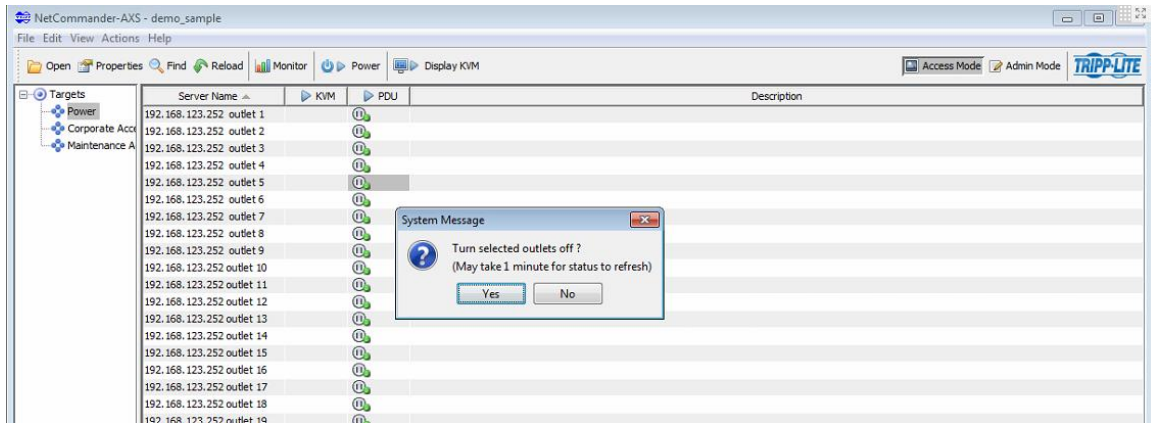 NetCommander-AXS - demo_sample
File Edit View Actions Help
Open Properties Find Reload Monitor Power Display KVM Access Mode Admin Mode TRIPP·LITE
Targets
Power
Corporate Acce
Maintenance A
Server Name KVM PDU Description
192.168.123.252 outlet 1
192.168.123.252 outlet 2
192.168.123.252 outlet 3
192.168.123.252 outlet 4
192.168.123.252 outlet 5
192.168.123.252 outlet 6
192.168.123.252 outlet 7
192.168.123.252 outlet 8
192.168.123.252 outlet 9
192.168.123.252 outlet 10
192.168.123.252 outlet 11
192.168.123.252 outlet 12
192.168.123.252 outlet 13
192.168.123.252 outlet 14
192.168.123.252 outlet 15
192.168.123.252 outlet 16
192.168.123.252 outlet 17
192.168.123.252 outlet 18
192.168.123.252 outlet 19
System Message
Turn selected outlets off ?
(May take 1 minute for status to refresh)
Yes No